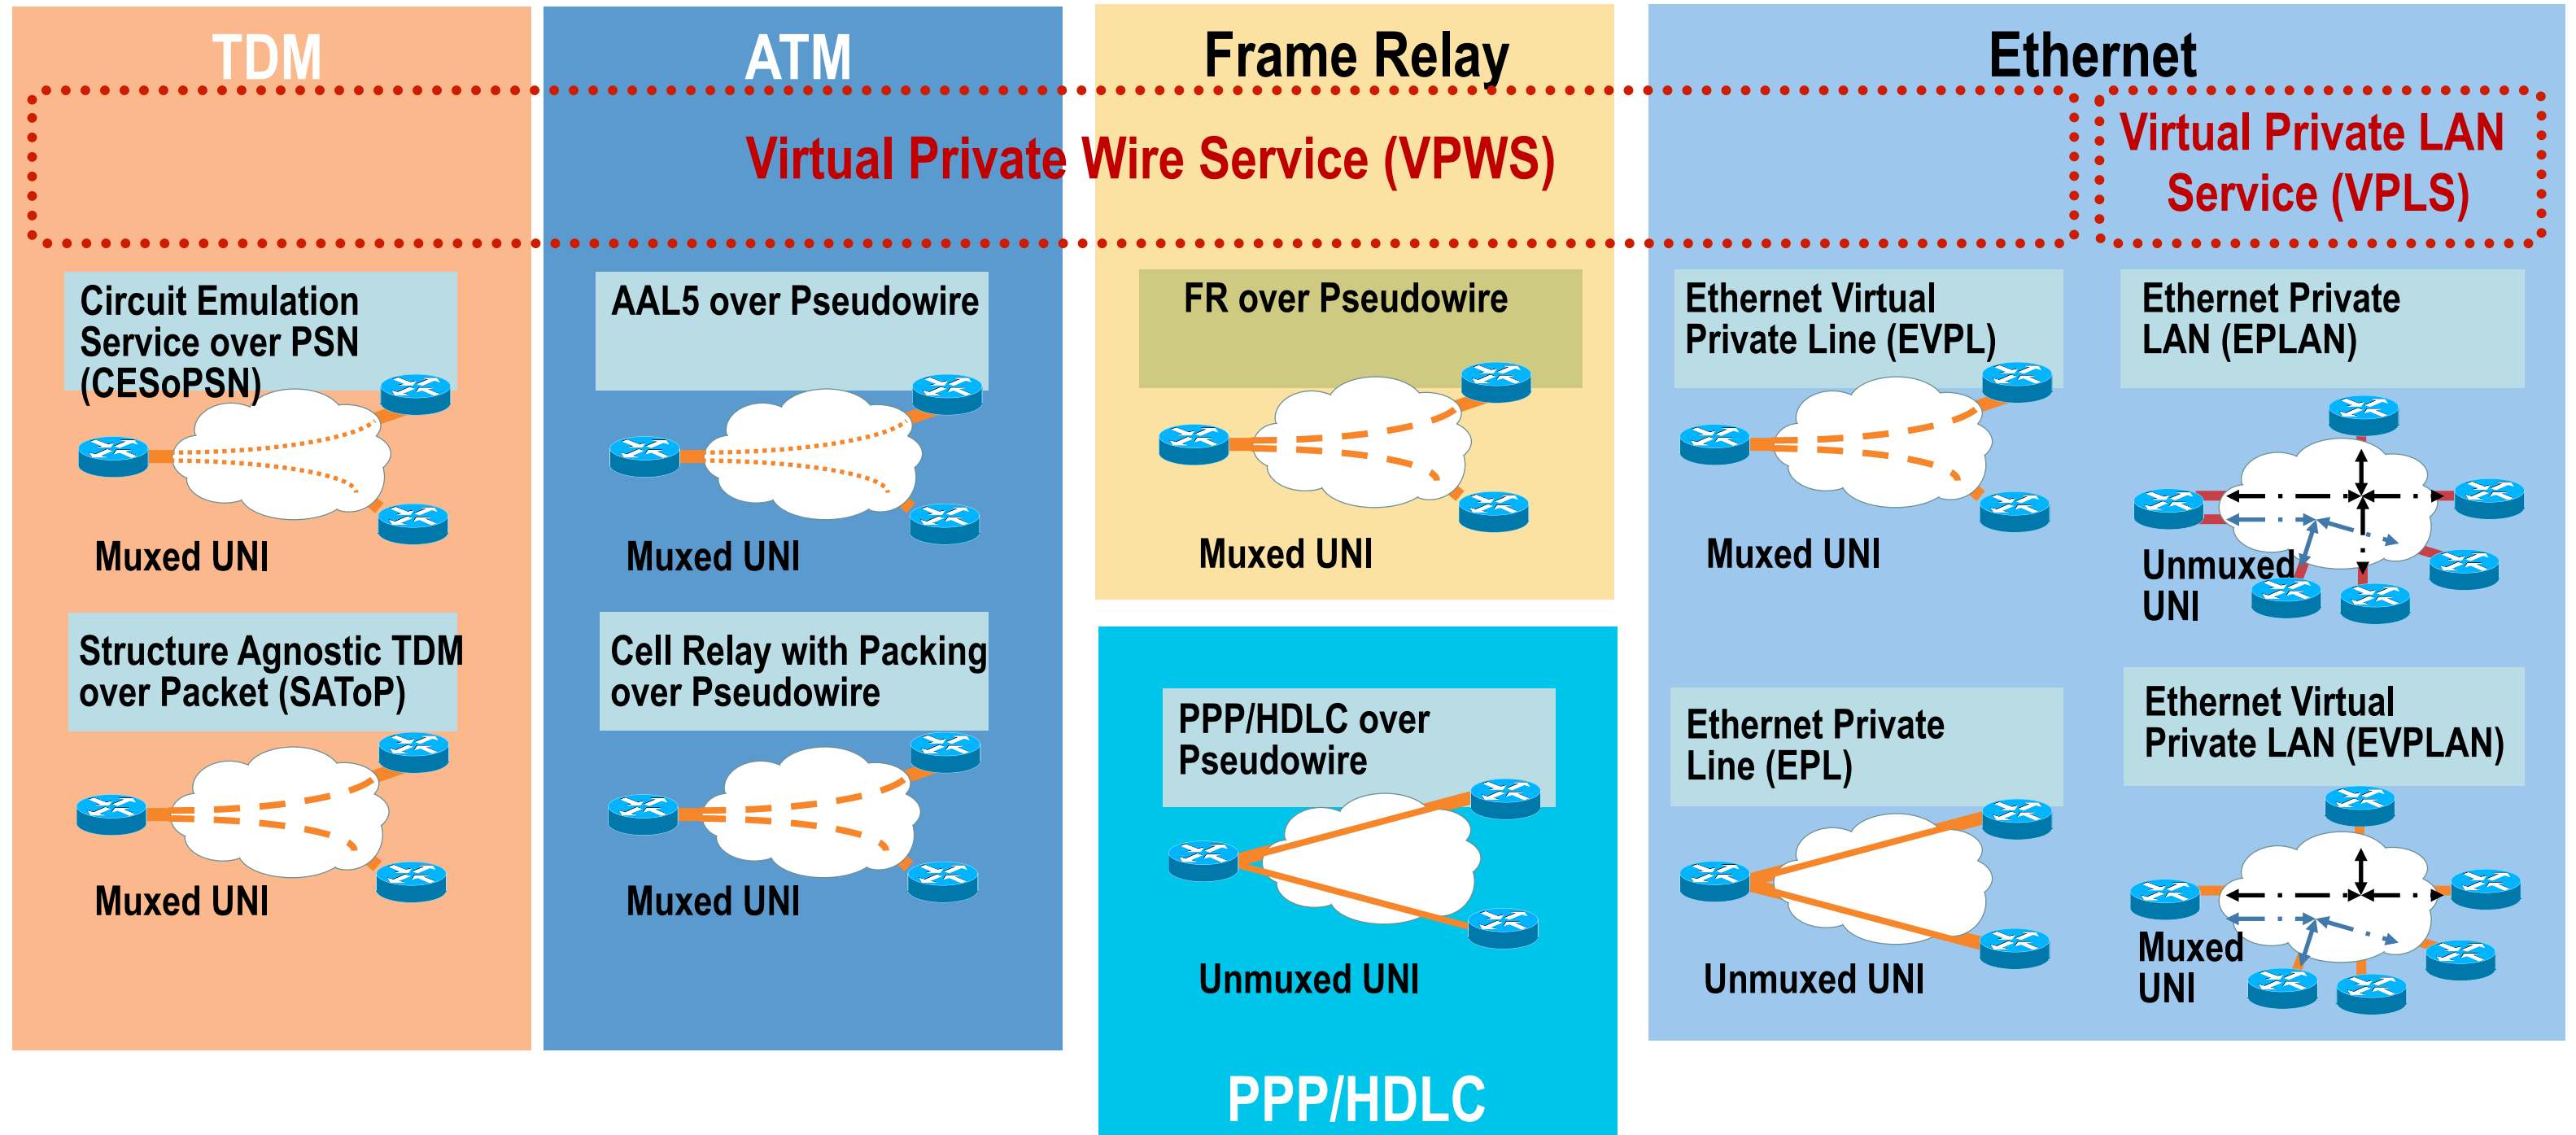 TDM
ATM
Frame Relay
Ethernet
Virtual Private Wire Service (VPWS)
Virtual Private LAN
Service (VPLS)
Circuit Emulation
Service over PSN
(CESoPSN)
Muxed UNI
Structure Agnostic TDM
over Packet (SAToP)
Muxed UNI
AAL5 over Pseudowire
Muxed UNI
Cell Relay with Packing
over Pseudowire
Muxed UNI
FR over Pseudowire
Muxed UNI
PPP/HDLC over
Pseudowire
Unmuxed UNI
PPP/HDLC
Ethernet Virtual
Private Line (EVPL)
Muxed UNI
Ethernet Private
Line (EPL)
Unmuxed UNI
Ethernet Private
LAN (EPLAN)
Unmuxed
UNI
Ethernet Virtual
Private LAN (EVPLAN)
Muxed
UNI